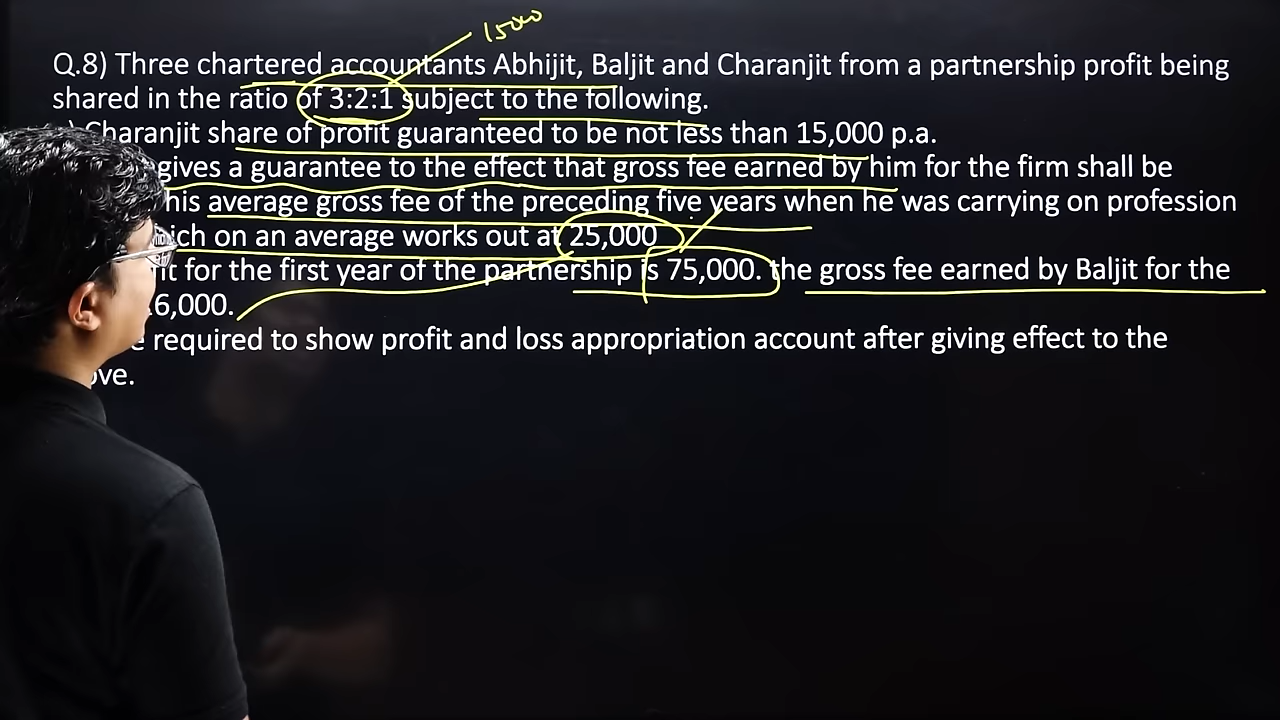 15000
Q.8) Three chartered accountants Abhijit, Baljit and Charanjit from a partnership profit being
shared in the ratio of 3:2:1 subject to the following.
Charanjit share of profit guaranteed to be not less than 15,000 p.a.
gives a guarantee to the effect that gross fee earned by him for the firm shall be
his average gross fee of the preceding five years when he was carrying on profession
ich on an average works out at 25,000
it for the first year of the partnership is 75,000. the gross fee earned by Baljit for the
6,000.
e required to show profit and loss appropriation account after giving effect to the
ove.